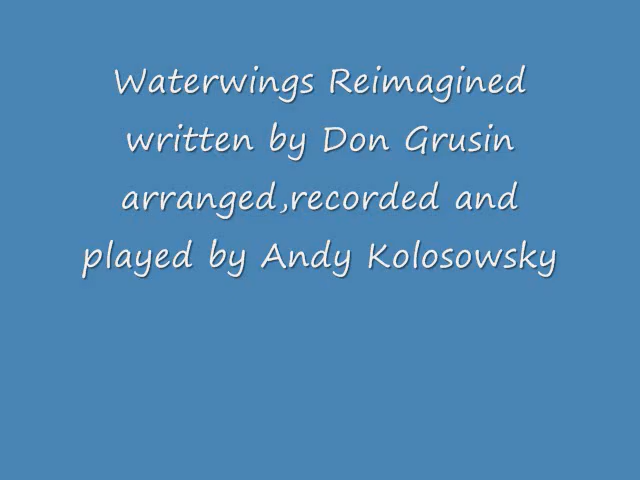 Waterwings Reimagined
written by Don Grusin
arranged,recorded and
played by Andy Kolosowsky